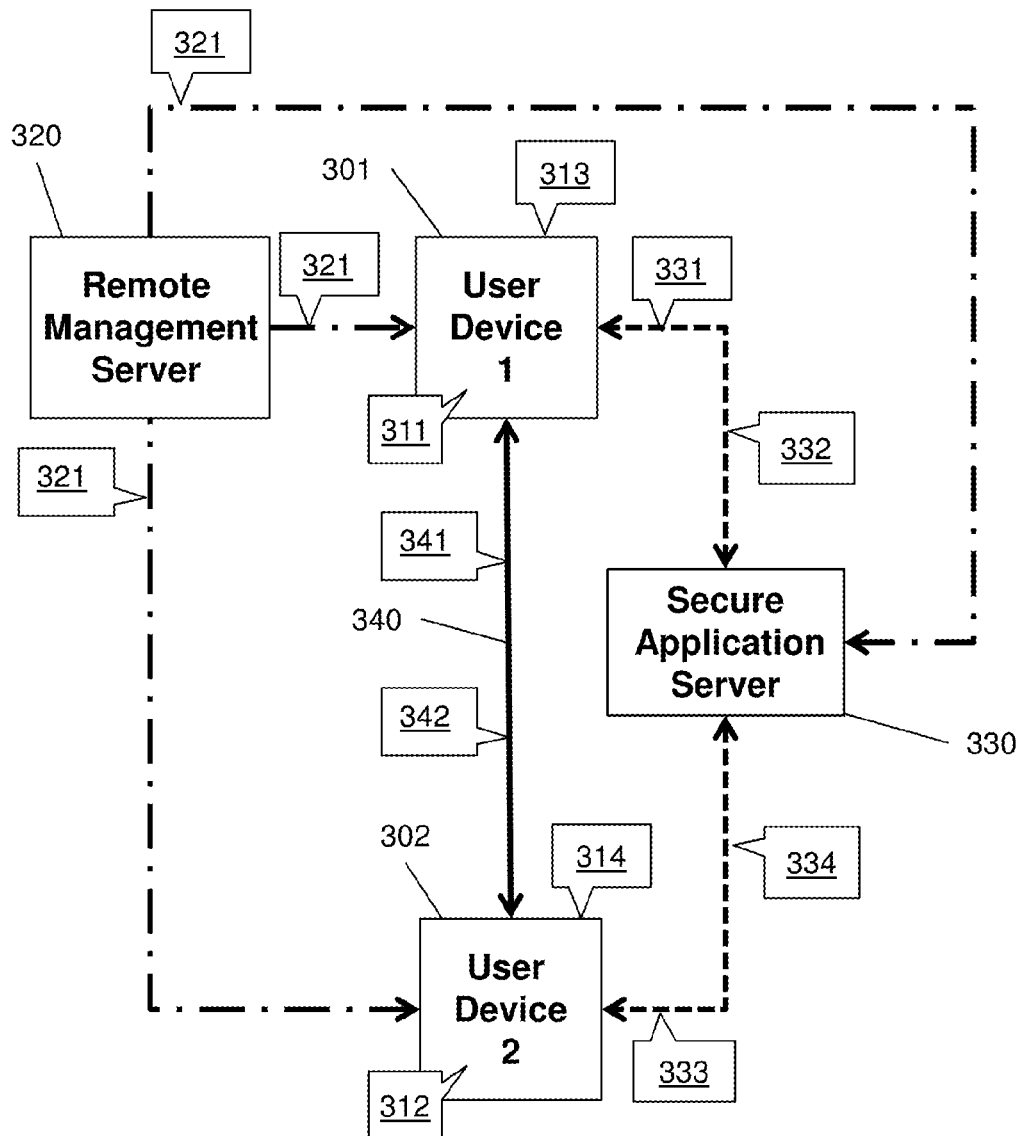 321
320
301
313
Remote
Management
Server
321
User
Device
1
331
311
332
321
341
340
Secure
Application
Server
342
330
302
314
334
User
Device
2
333
312